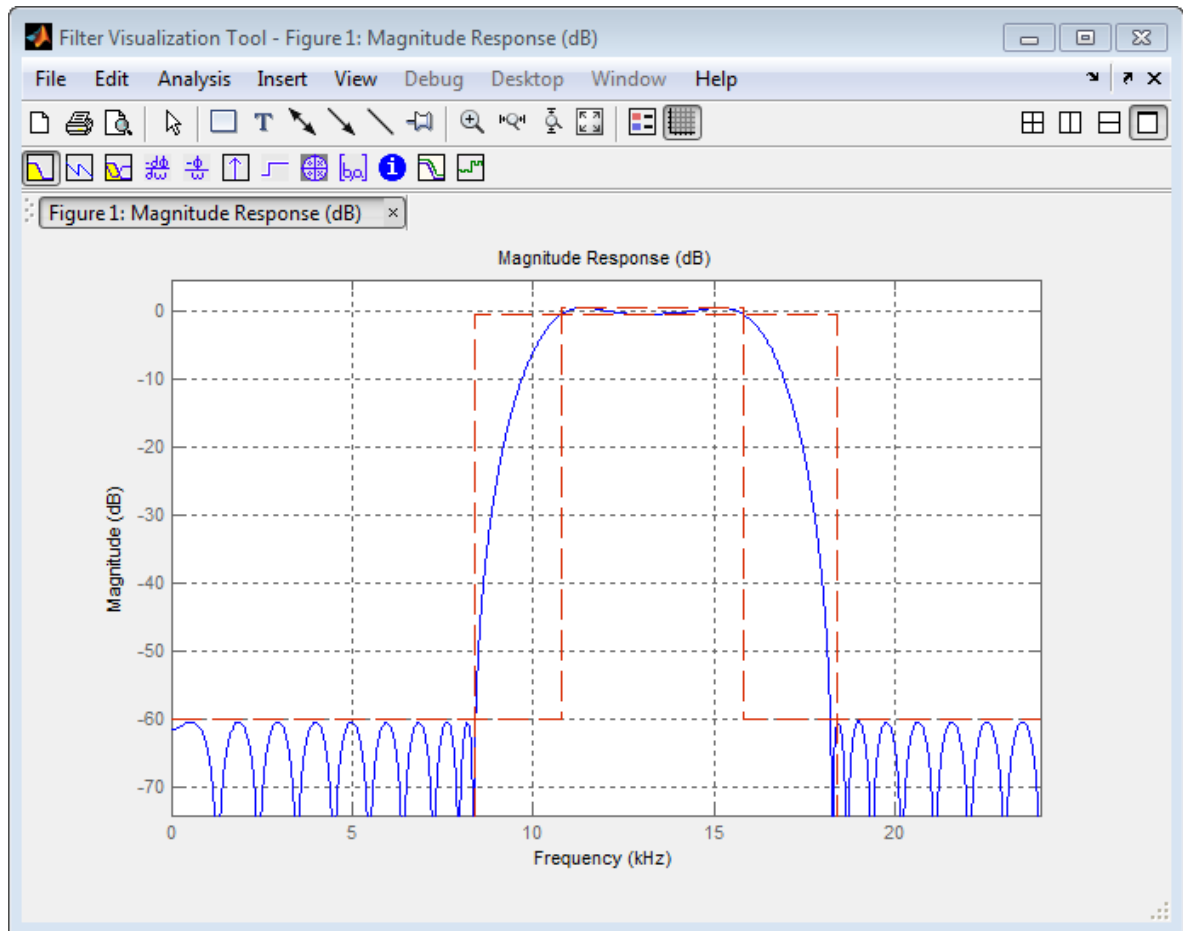 Filter Visualization Tool - Figure 1: Magnitude Response (dB)
File Edit Analysis Insert View Debug Desktop Window Help
Figure 1: Magnitude Response (dB)
Magnitude Response (dB)
0
-10
-20
-30
-40
-50
-60
-70
Magnitude (dB)
0 5 10 15 20
Frequency (kHz)